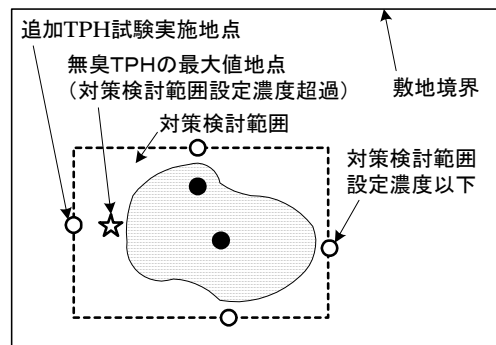 追加TPH試験実施地点
無臭TPHの最大値地点
（対策検討範囲設定濃度超過）
敷地境界
対策検討範囲
対策検討範囲
設定濃度以下